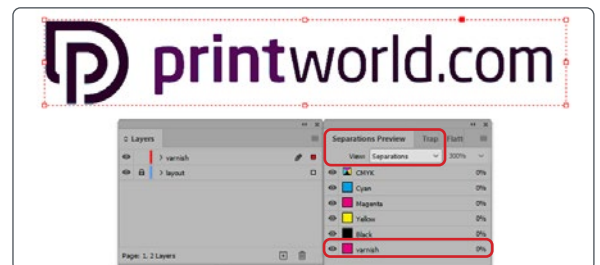 printworld.com
Layers
varnish
layout
Page: 1, 2 Layers
Separations Preview Trap Flatt
View: Separations 300%
CMYK 0%
Cyan 0%
Magenta 0%
Yellow 0%
Black 0%
varnish 0%